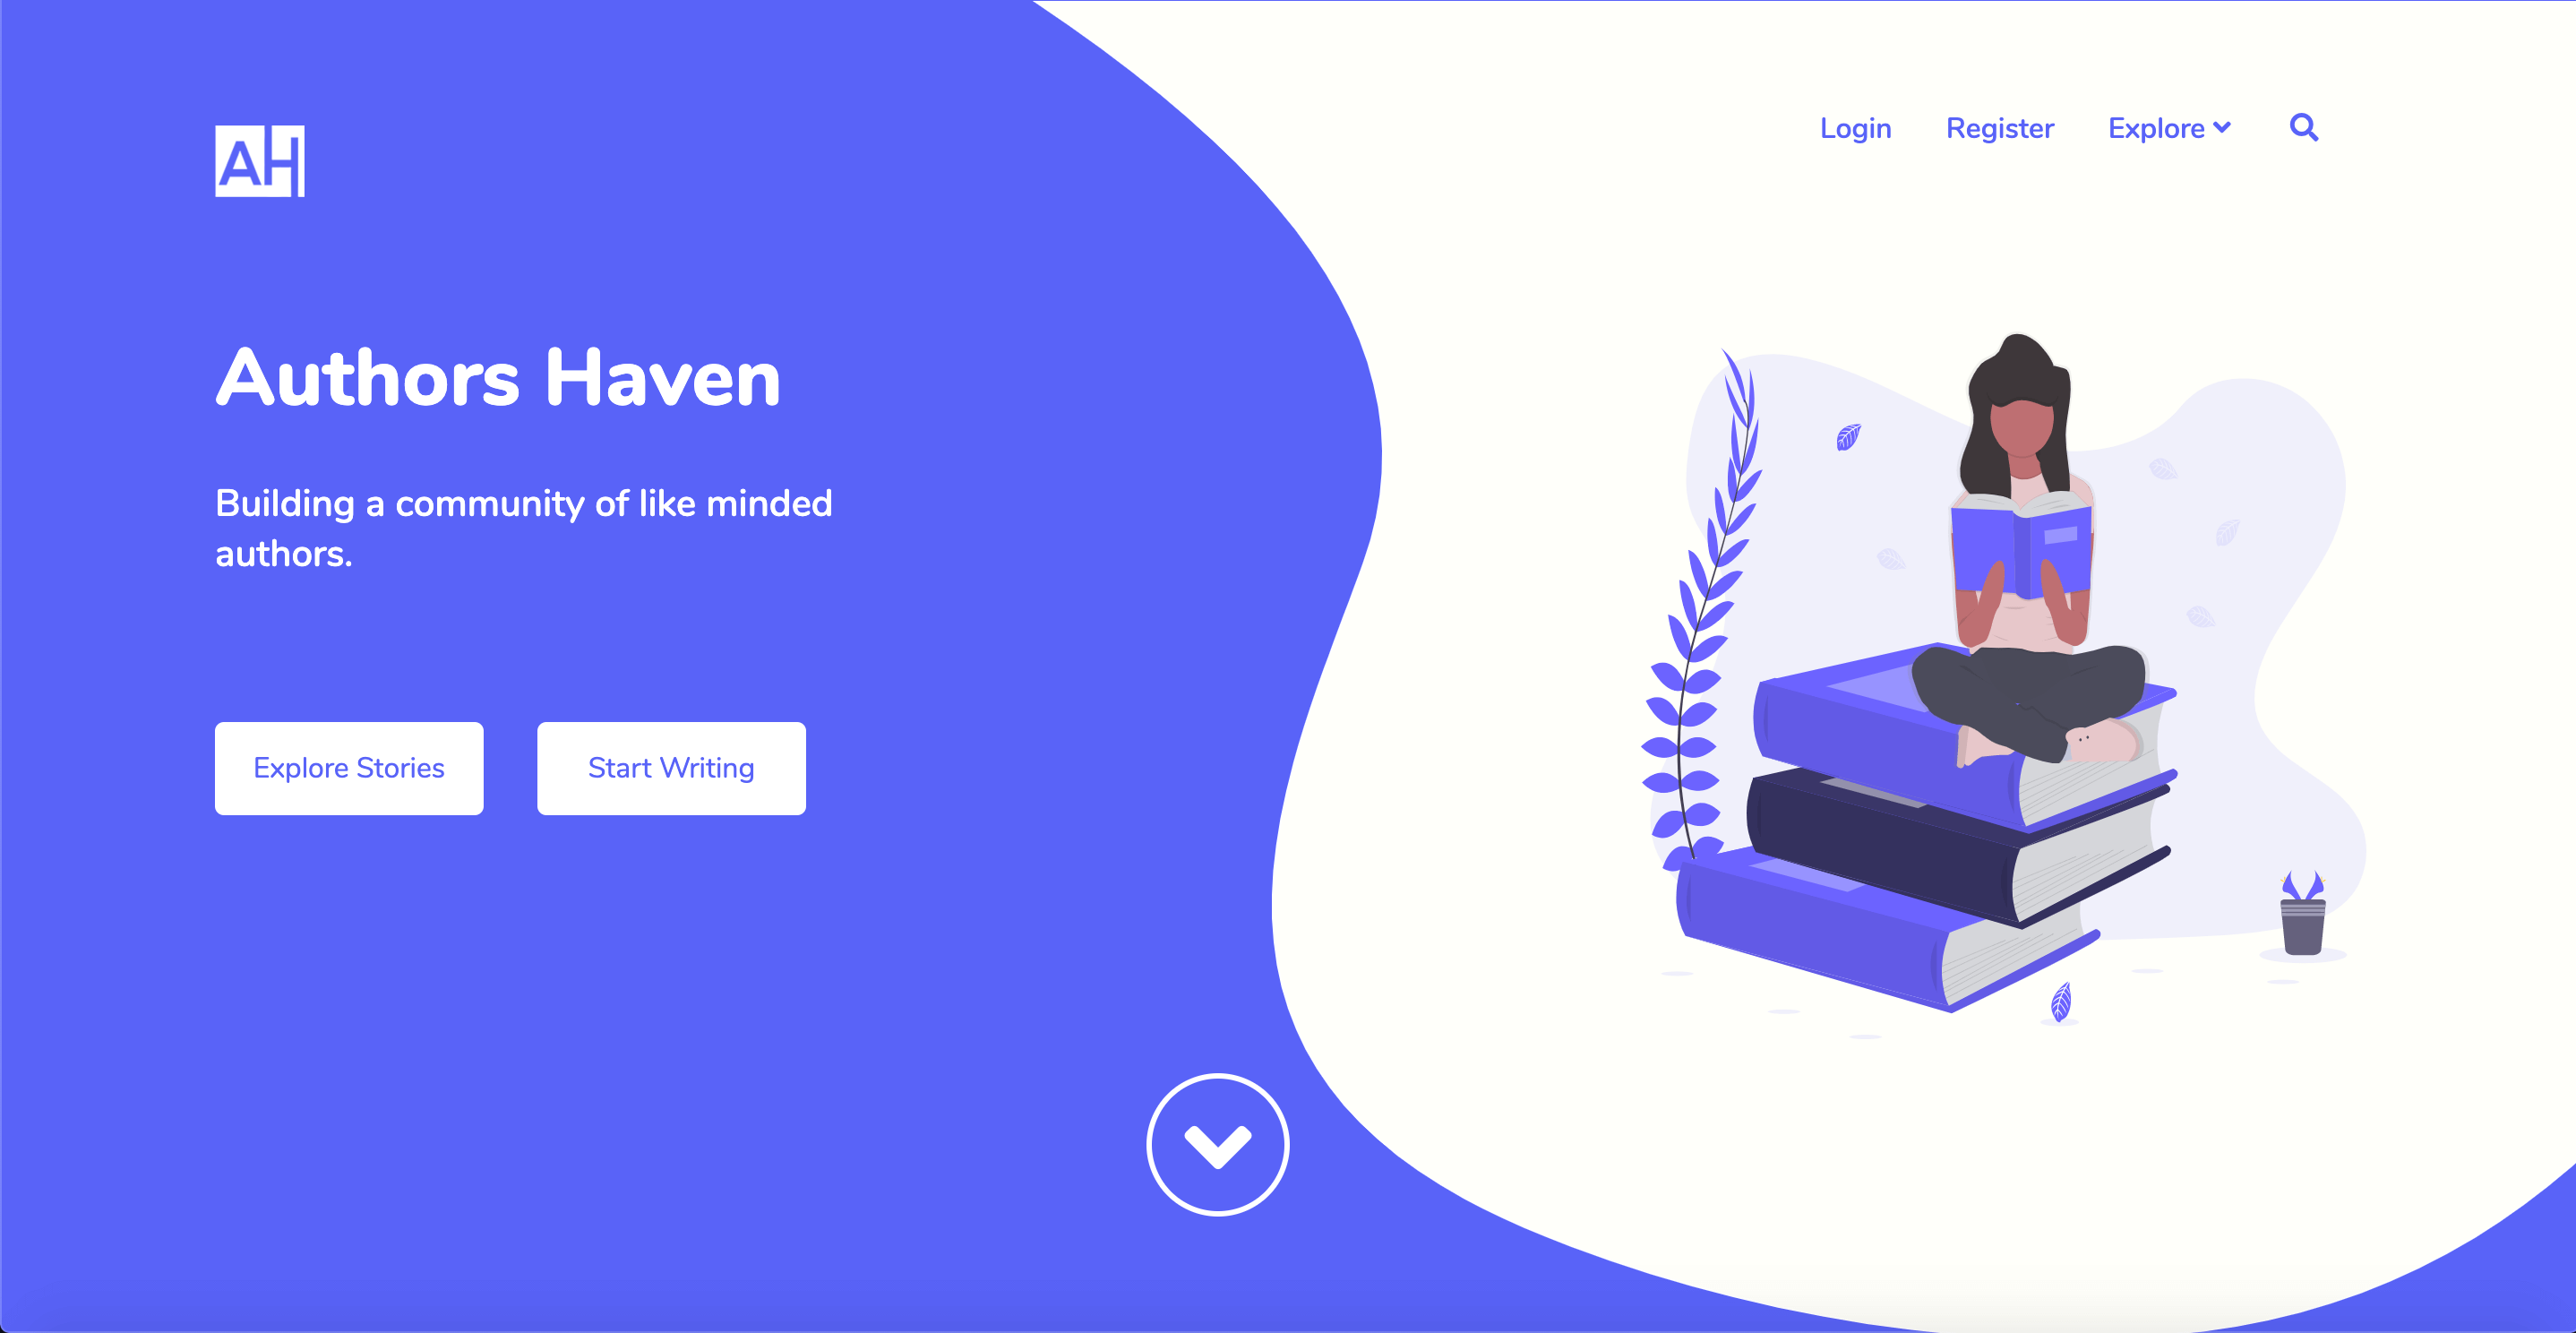 AH
Login Register Explore
Authors Haven
Building a community of like minded
authors.
Explore Stories Start Writing